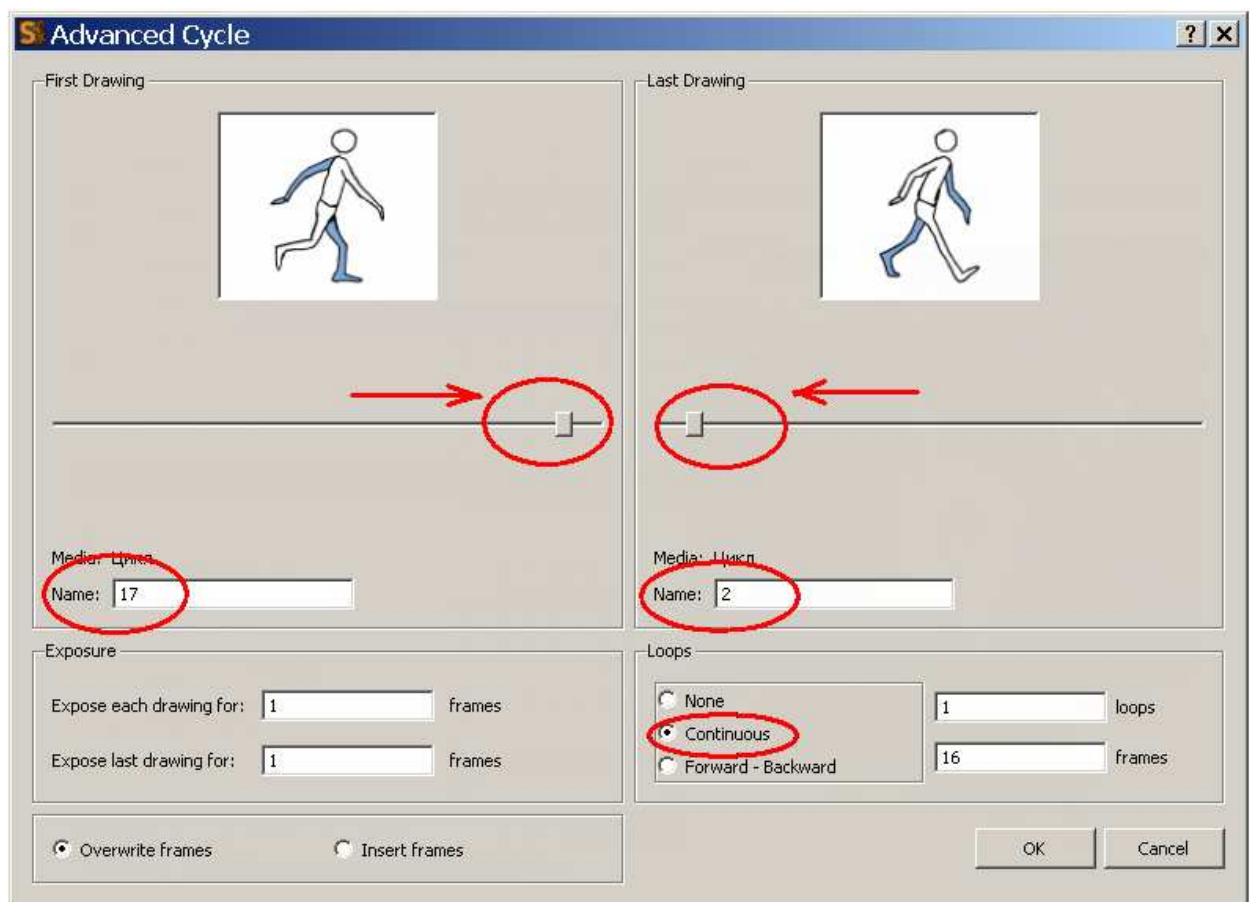 Advanced Cycle
First Drawing
Media: Цикл
Name: 17
Last Drawing
Media: Цикл
Name: 2
Exposure
Expose each drawing for: 1 frames
Expose last drawing for: 1 frames
Loops
None
Continuous
Forward - Backward
1 loops
16 frames
Overwrite frames
Insert frames
OK
Cancel